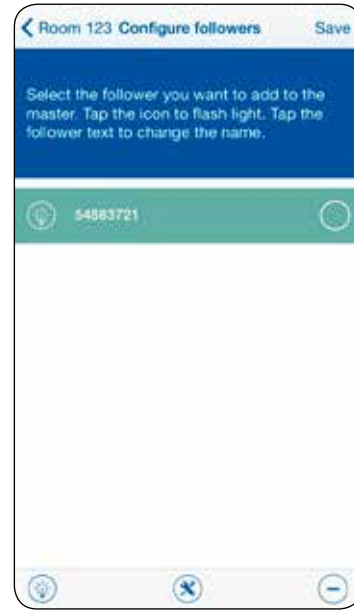 Room 123 Configure followers Save
Select the follower you want to add to the
master. Tap the icon to flash light. Tap the
follower text to change the name.
54883721